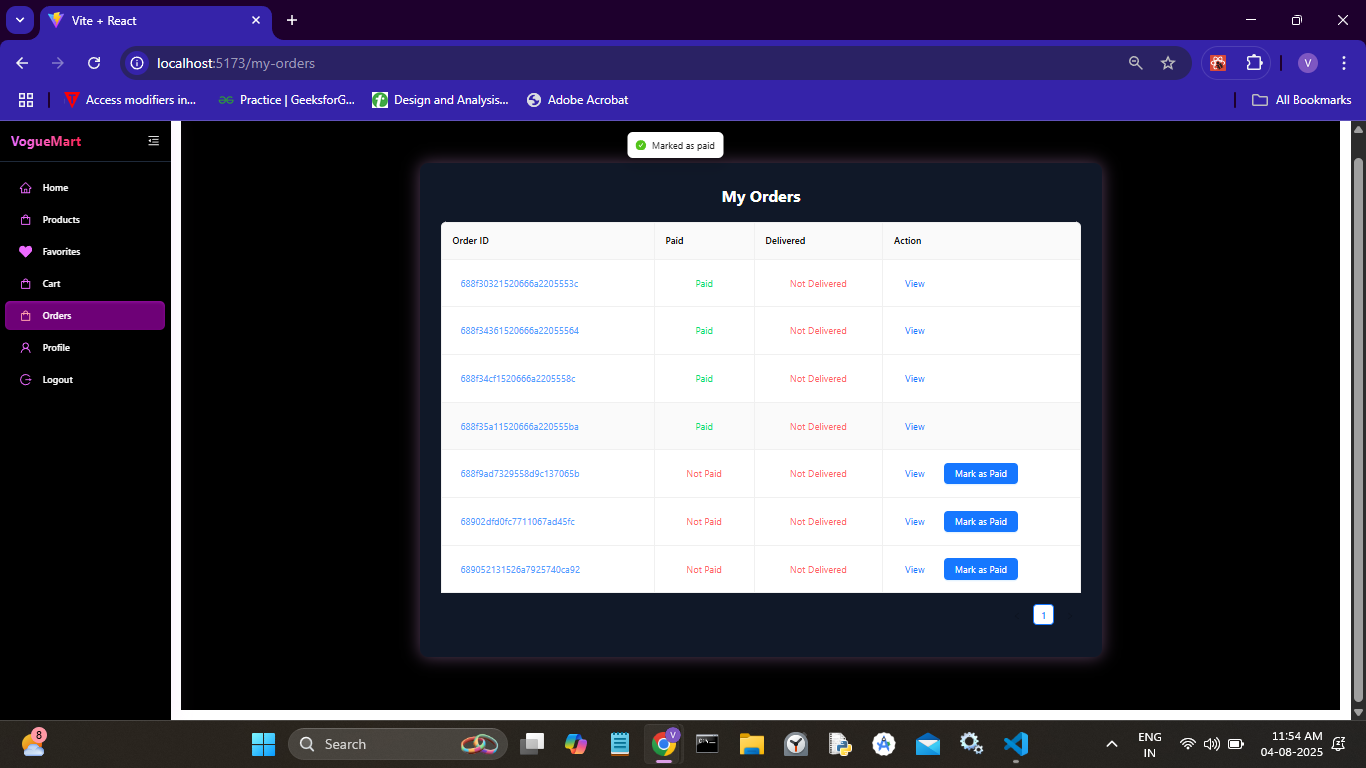 Vite + React
localhost:5173/my-orders
V
Access modifiers in...
Practice | GeeksforG...
Design and Analysis...
Adobe Acrobat
All Bookmarks
VogueMart
Home
Products
Favorites
Cart
Orders
Profile
Logout
Marked as paid
My Orders
Order ID Paid Delivered Action
688f30321520666a2205553c Paid Not Delivered View
688f34361520666a22055564 Paid Not Delivered View
688f34cf1520666a2205558c Paid Not Delivered View
688f35a11520666a220555ba Paid Not Delivered View
688f9ad7329558d9c137065b Not Paid Not Delivered View Mark as Paid
68902dfd0fc7711067ad45fc Not Paid Not Delivered View Mark as Paid
689052131526a7925740ca92 Not Paid Not Delivered View Mark as Paid
1
8
Search
V
ENG
IN
11:54 AM
04-08-2025